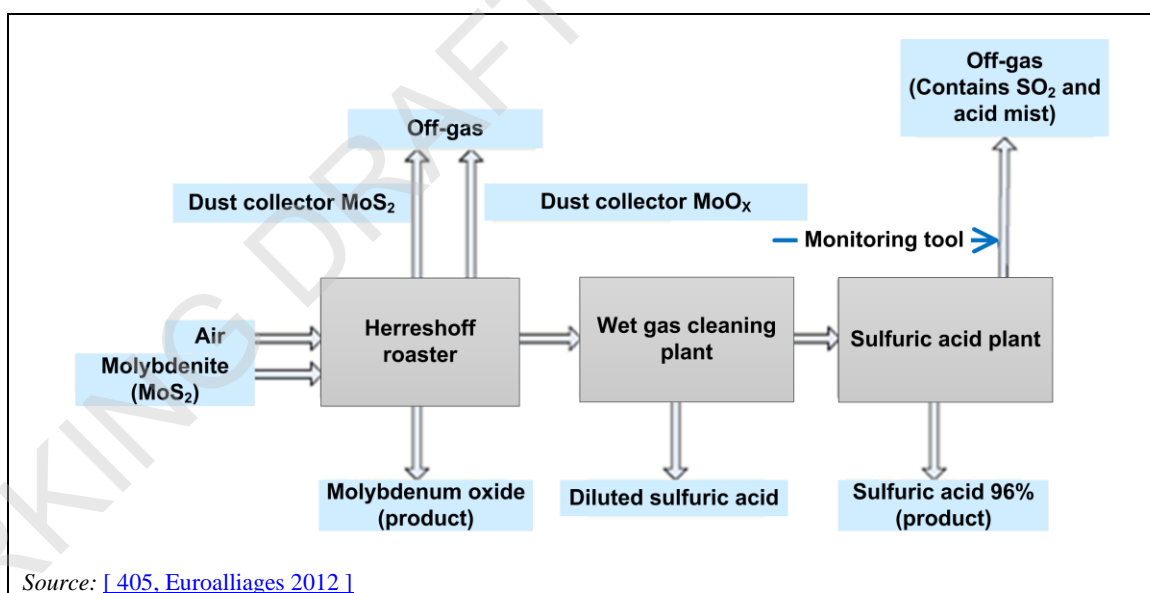 Off-gas
(Contains SO₂ and
acid mist)
Off-gas
Dust collector MoS₂
Dust collector MoOₓ
Monitoring tool
Air
Molybdenite
(MoS₂)
Herreshoff
roaster
Wet gas cleaning
plant
Sulfuric acid plant
Molybdenum oxide
(product)
Diluted sulfuric acid
Sulfuric acid 96%
(product)
Source: [ 405, Euroalliages 2012 ]
RKING DRAFT